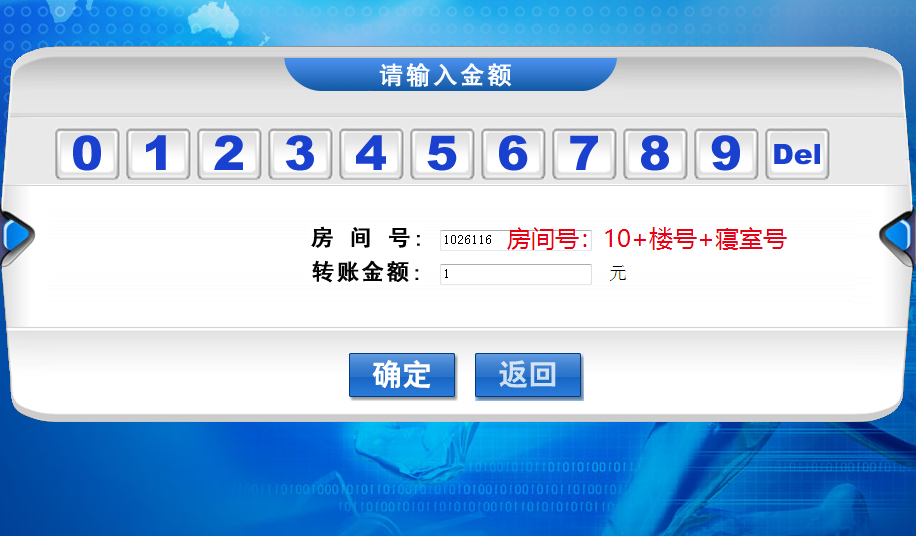 请输入金额
0 1 2 3 4 5 6 7 8 9 Del
房 间 号: 1026116 房间号：10+楼号+寝室号
转账金额: 1 元
确定 返回